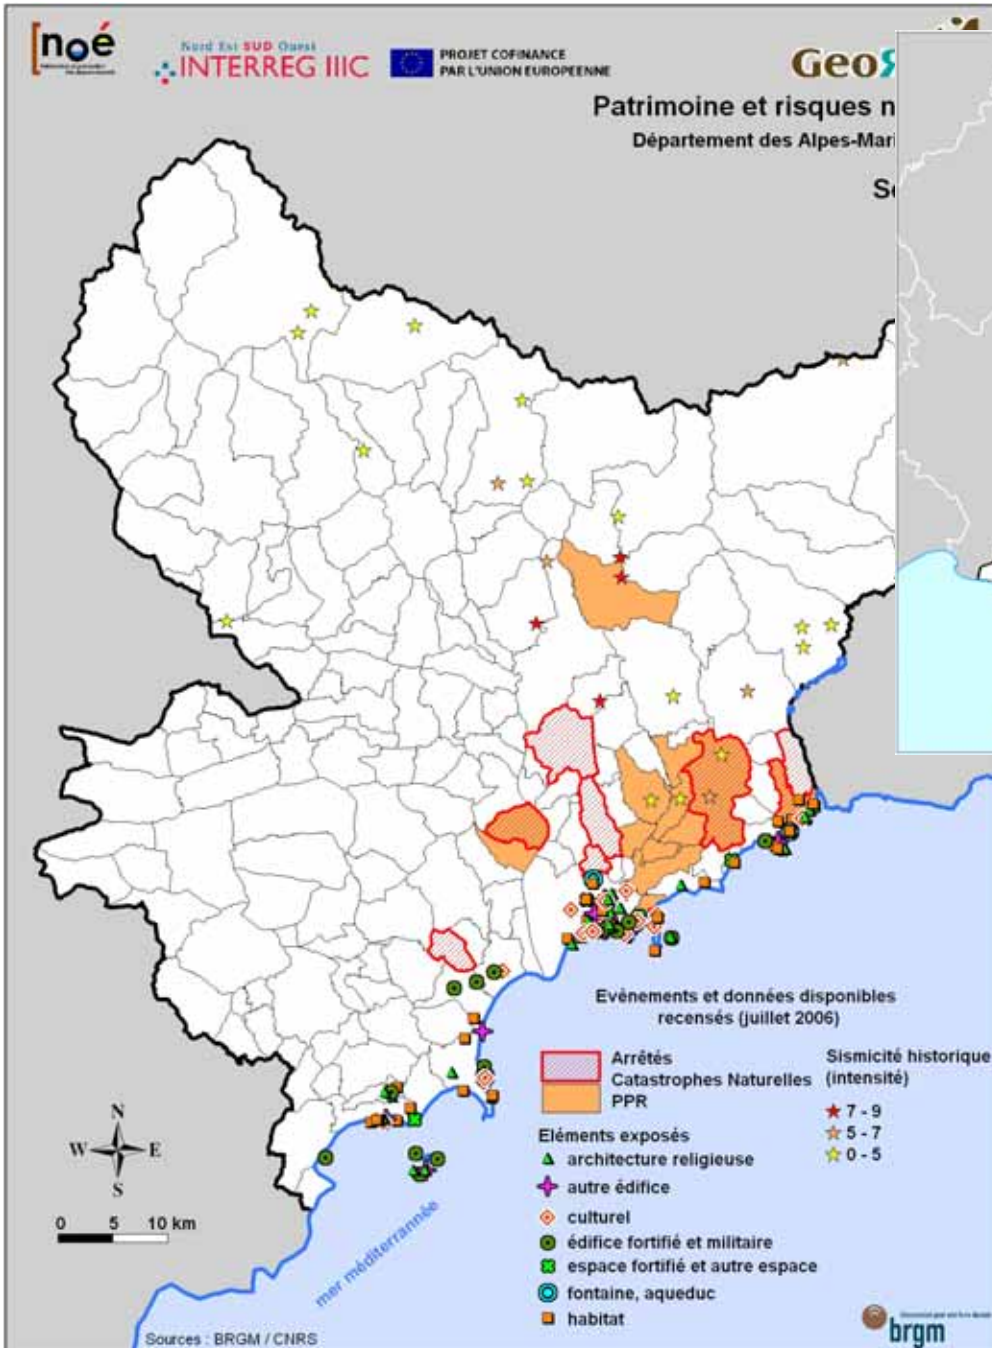 noé
Nord Est SUD Ouest
INTERREG IIIC
PROJET COFINANCE
PAR L'UNION EUROPEENNE
Geo
Patrimoine et risques n
Département des Alpes-Mari
Evènements et données disponibles
recensés (juillet 2006)
Arrêtés
Catastrophes Naturelles
PPR
Sismicité historique
(intensité)
7 - 9
5 - 7
0 - 5
Eléments exposés
architecture religieuse
autre édifice
culturel
édifice fortifié et militaire
espace fortifié et autre espace
fontaine, aqueduc
habitat
N
W E
S
0 5 10 km
mer méditerrannée
Sources : BRGM / CNRS
brgm